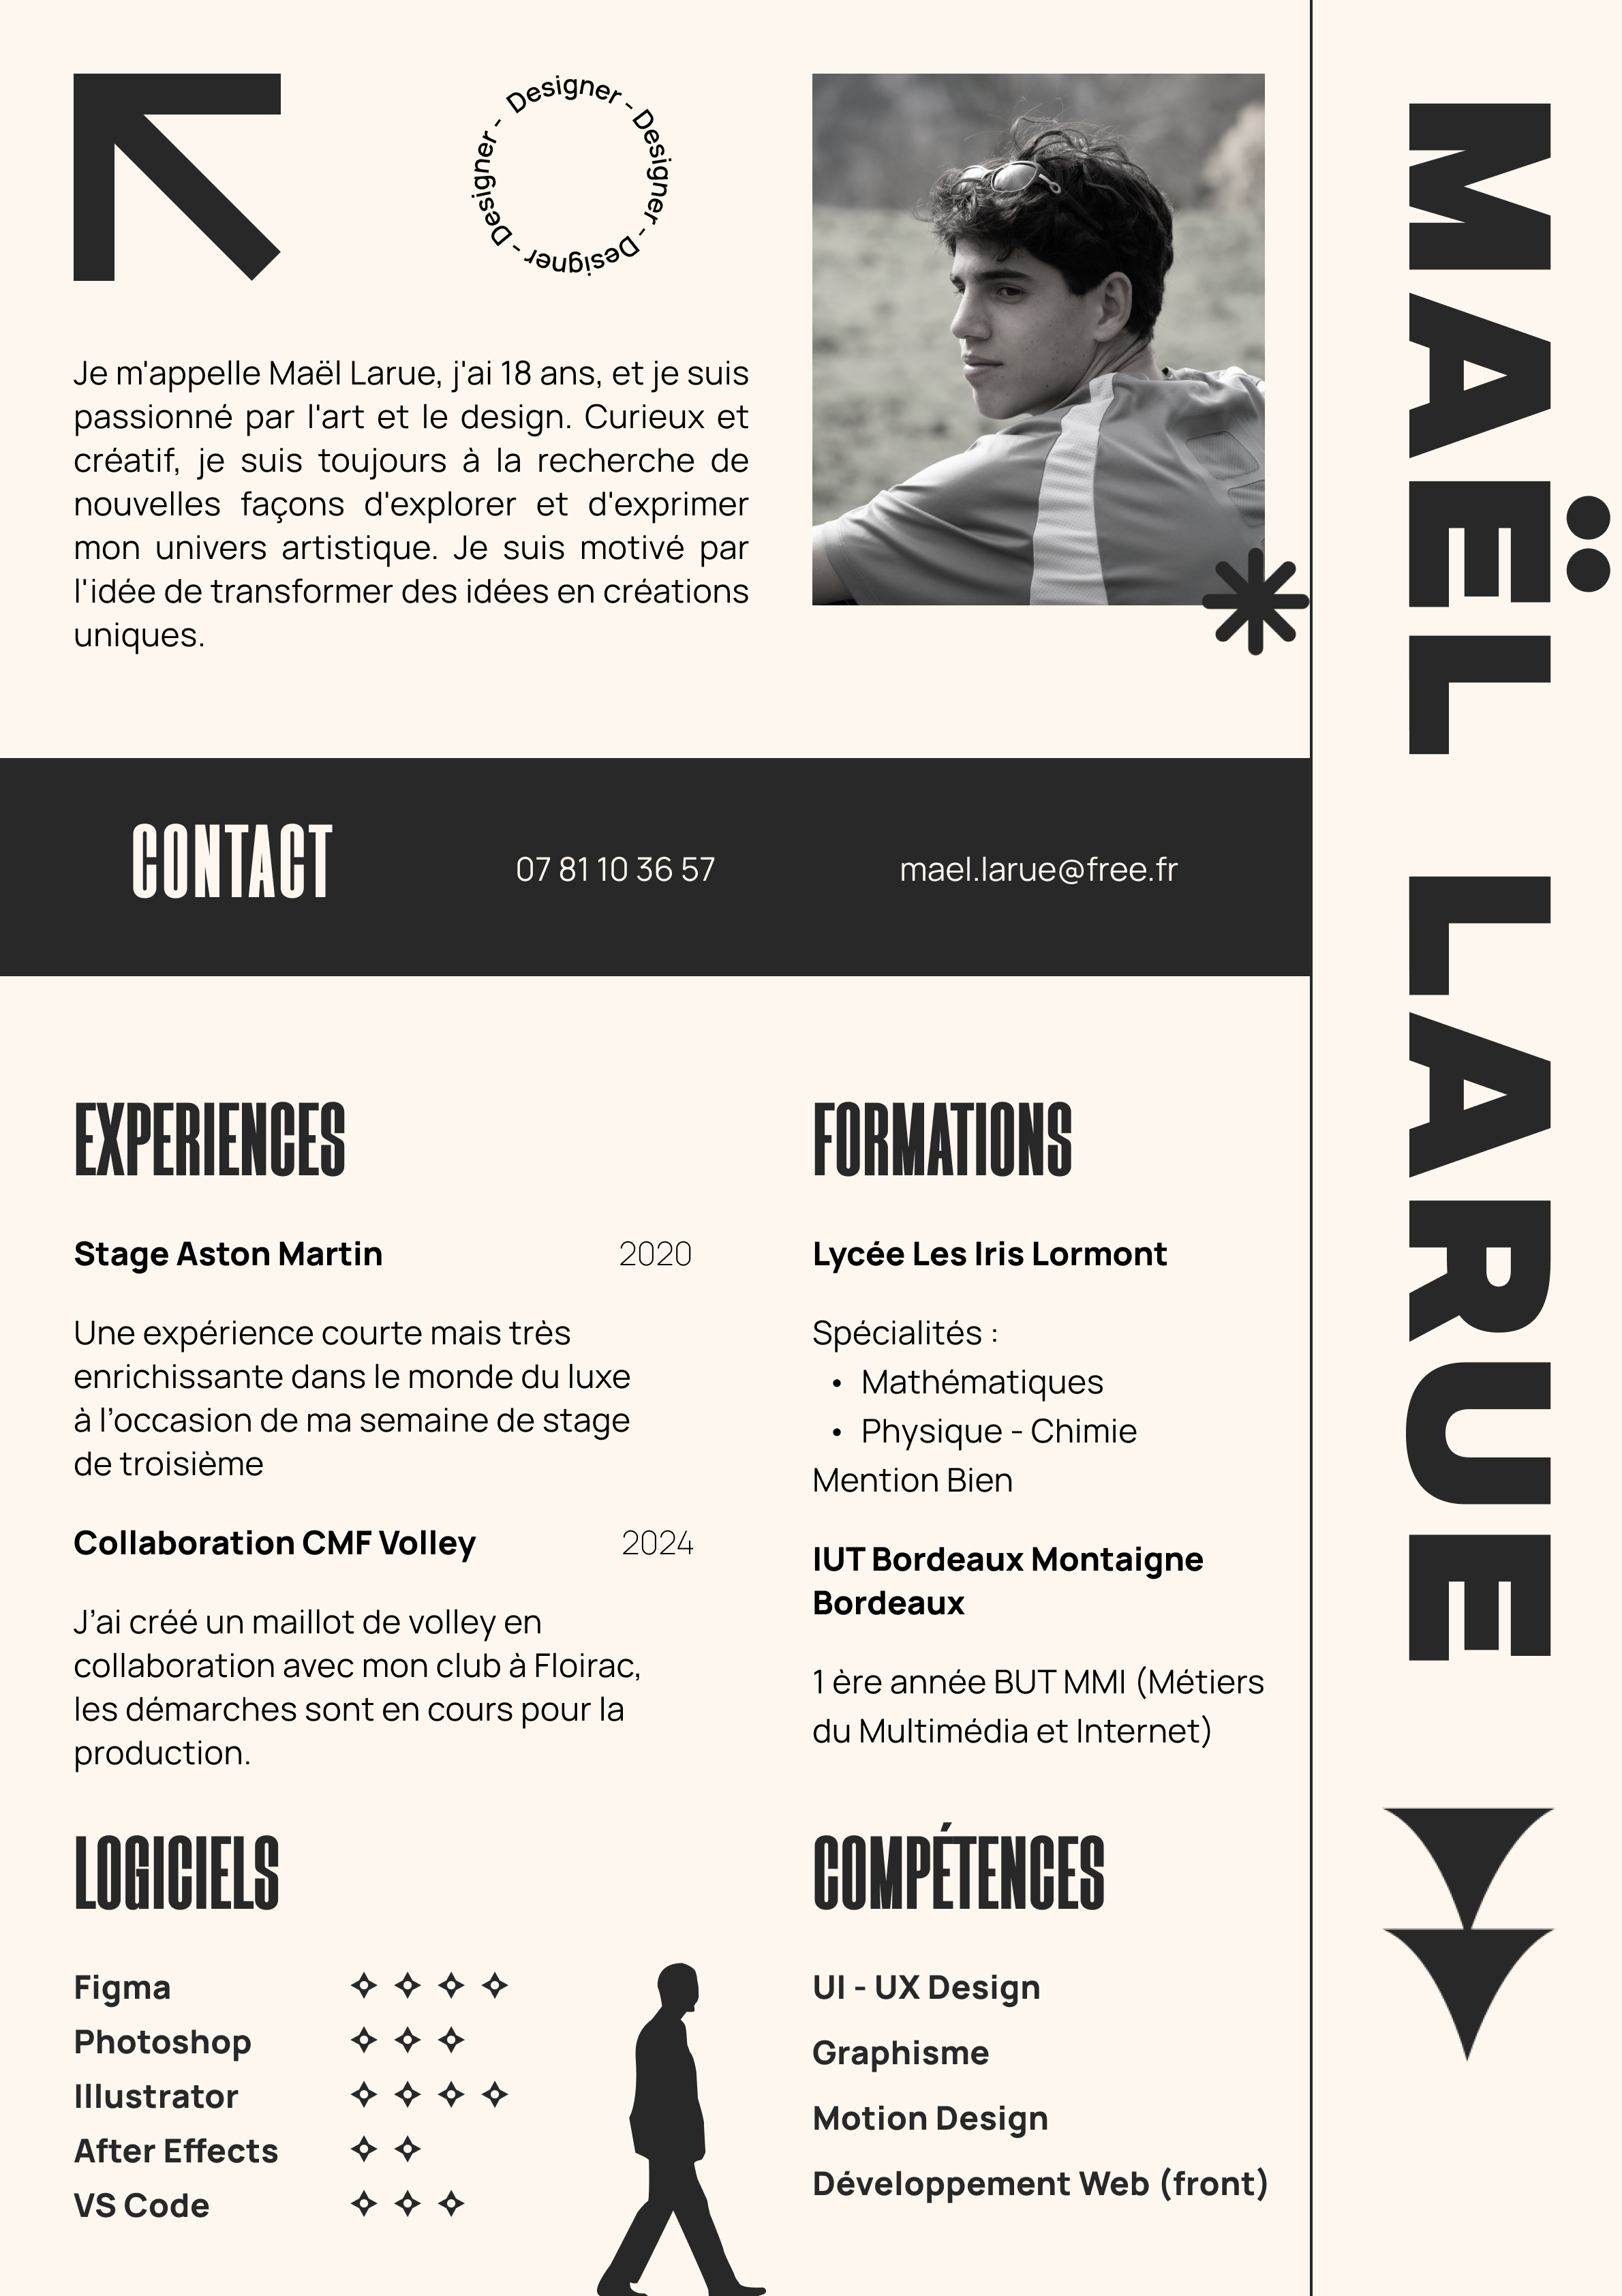 Designer - Designer - Designer - Designer - Designer -
Je m'appelle Maël Larue, j'ai 18 ans, et je suis
passionné par l'art et le design. Curieux et
créatif, je suis toujours à la recherche de
nouvelles façons d'explorer et d'exprimer
mon univers artistique. Je suis motivé par
l'idée de transformer des idées en créations
uniques.
MAËL LARUE
CONTACT
07 81 10 36 57
mael.larue@free.fr
EXPERIENCES
Stage Aston Martin 2020
Une expérience courte mais très
enrichissante dans le monde du luxe
à l’occasion de ma semaine de stage
de troisième
Collaboration CMF Volley 2024
J’ai créé un maillot de volley en
collaboration avec mon club à Floirac,
les démarches sont en cours pour la
production.
FORMATIONS
Lycée Les Iris Lormont
Spécialités :
• Mathématiques
• Physique - Chimie
Mention Bien
IUT Bordeaux Montaigne
Bordeaux
1 ère année BUT MMI (Métiers
du Multimédia et Internet)
LOGICIELS
Figma
Photoshop
Illustrator
After Effects
VS Code
COMPÉTENCES
UI - UX Design
Graphisme
Motion Design
Développement Web (front)